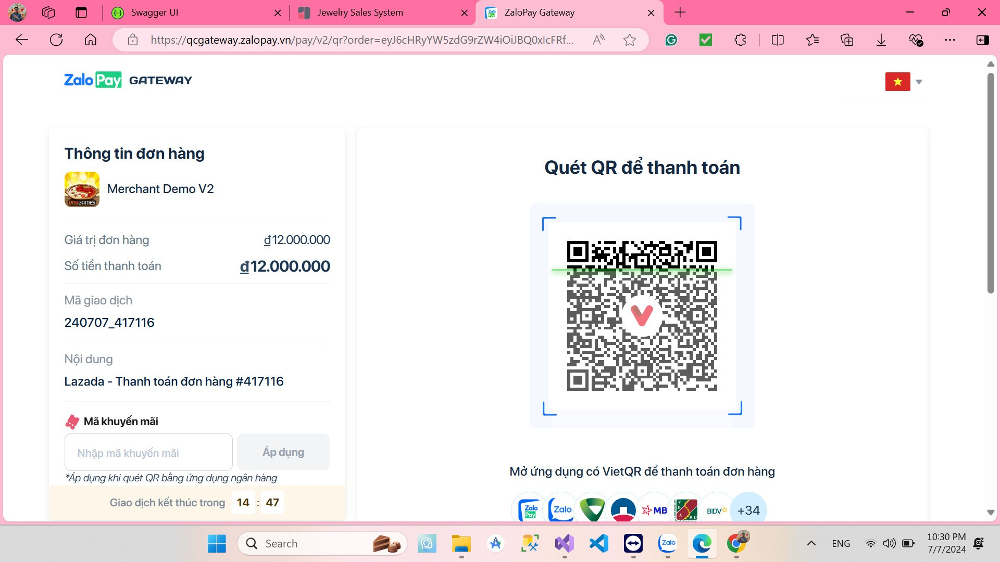 Swagger UI
Jewelry Sales System
ZaloPay Gateway
https://qcgateway.zalopay.vn/pay/v2/qr?order=eyJ6cHRyYW5zdG9rZW4iOiJBQ0xIcFRf...
Zalo Pay GATEWAY
Thông tin đơn hàng
VNGGAMES
Merchant Demo V2
Giá trị đơn hàng
₫12.000.000
Số tiền thanh toán
₫12.000.000
Mã giao dịch
240707_417116
Nội dung
Lazada - Thanh toán đơn hàng #417116
Mã khuyến mãi
Nhập mã khuyến mãi
Áp dụng
*Áp dụng khi quét QR bằng ứng dụng ngân hàng
Giao dịch kết thúc trong 14 : 47
Quét QR để thanh toán
Mở ứng dụng có VietQR để thanh toán đơn hàng
Zalo Pay
Zalo
MB
VBARD
BIDV
+34
Search
Zalo
ENG
10:30 PM
7/7/2024